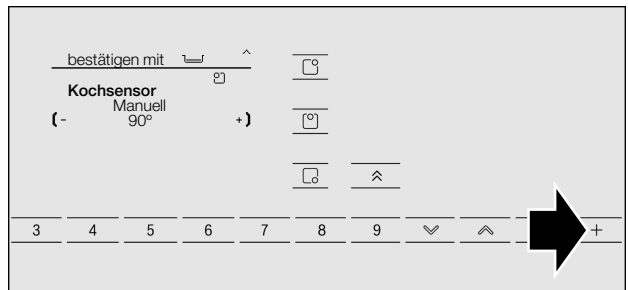 bestätigen mit
Kochsensor
Manuell
(- 90° +)
3 4 5 6 7 8 9 +